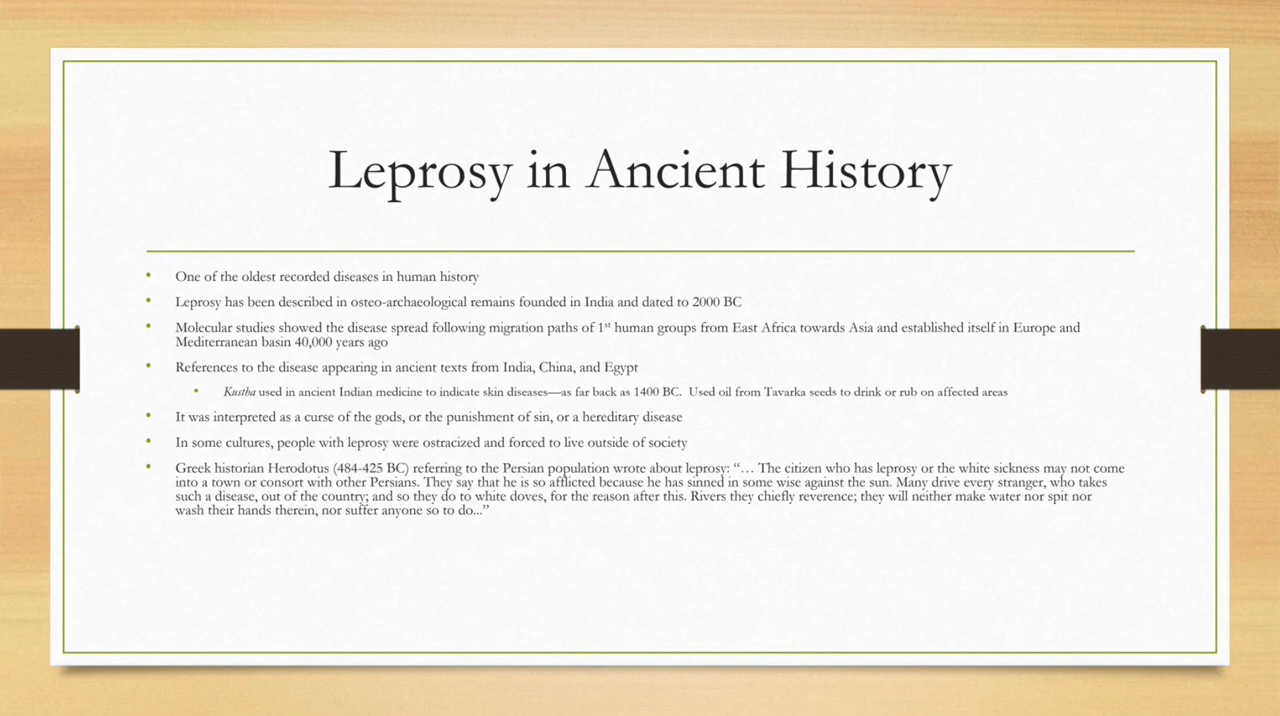 Leprosy in Ancient History
• One of the oldest recorded diseases in human history
• Leprosy has been described in osteo-archaeological remains founded in India and dated to 2000 BC
• Molecular studies showed the disease spread following migration paths of 1st human groups from East Africa towards Asia and established itself in Europe and
Mediterranean basin 40,000 years ago
• References to the disease appearing in ancient texts from India, China, and Egypt
• Kustha used in ancient Indian medicine to indicate skin diseases—as far back as 1400 BC. Used oil from Tavarka seeds to drink or rub on affected areas
• It was interpreted as a curse of the gods, or the punishment of sin, or a hereditary disease
• In some cultures, people with leprosy were ostracized and forced to live outside of society
• Greek historian Herodotus (484-425 BC) referring to the Persian population wrote about leprosy: “… The citizen who has leprosy or the white sickness may not come
into a town or consort with other Persians. They say that he is so afflicted because he has sinned in some wise against the sun. Many drive every stranger, who takes
such a disease, out of the country; and so they do to white doves, for the reason after this. Rivers they chiefly reverence; they will neither make water nor spit nor
wash their hands therein, nor suffer anyone so to do...”